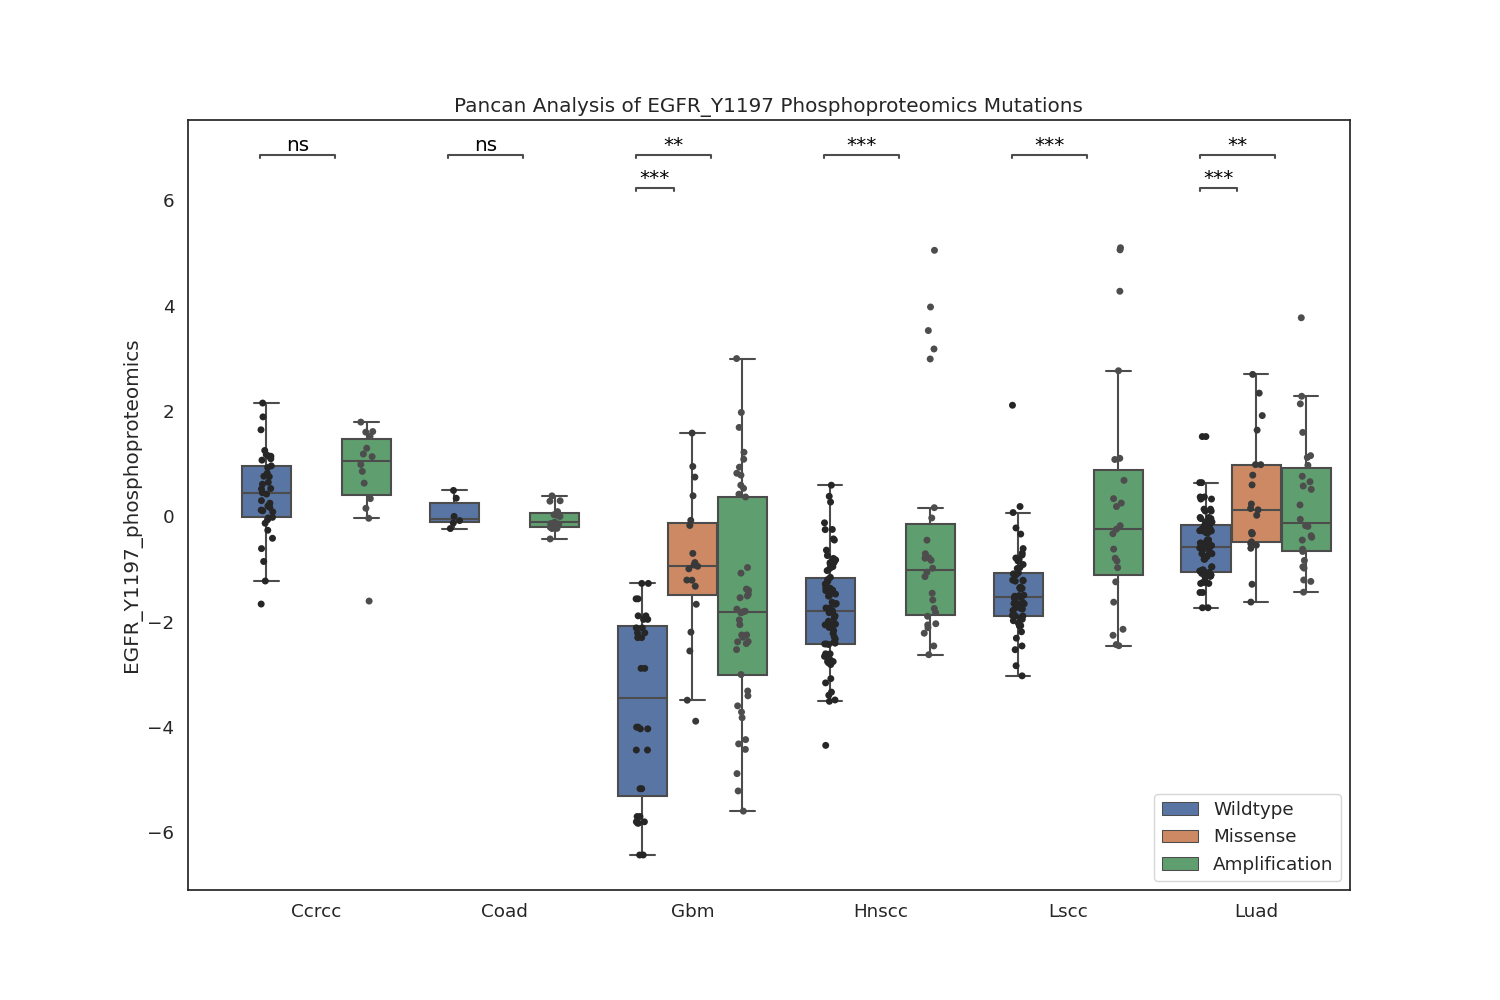 Pancan Analysis of EGFR_Y1197 Phosphoproteomics Mutations
ns
ns
**
***
***
***
**
***
EGFR_Y1197_phosphoproteomics
6
4
2
0
−2
−4
−6
Ccrcc
Coad
Gbm
Hnscc
Lscc
Luad
Wildtype
Missense
Amplification